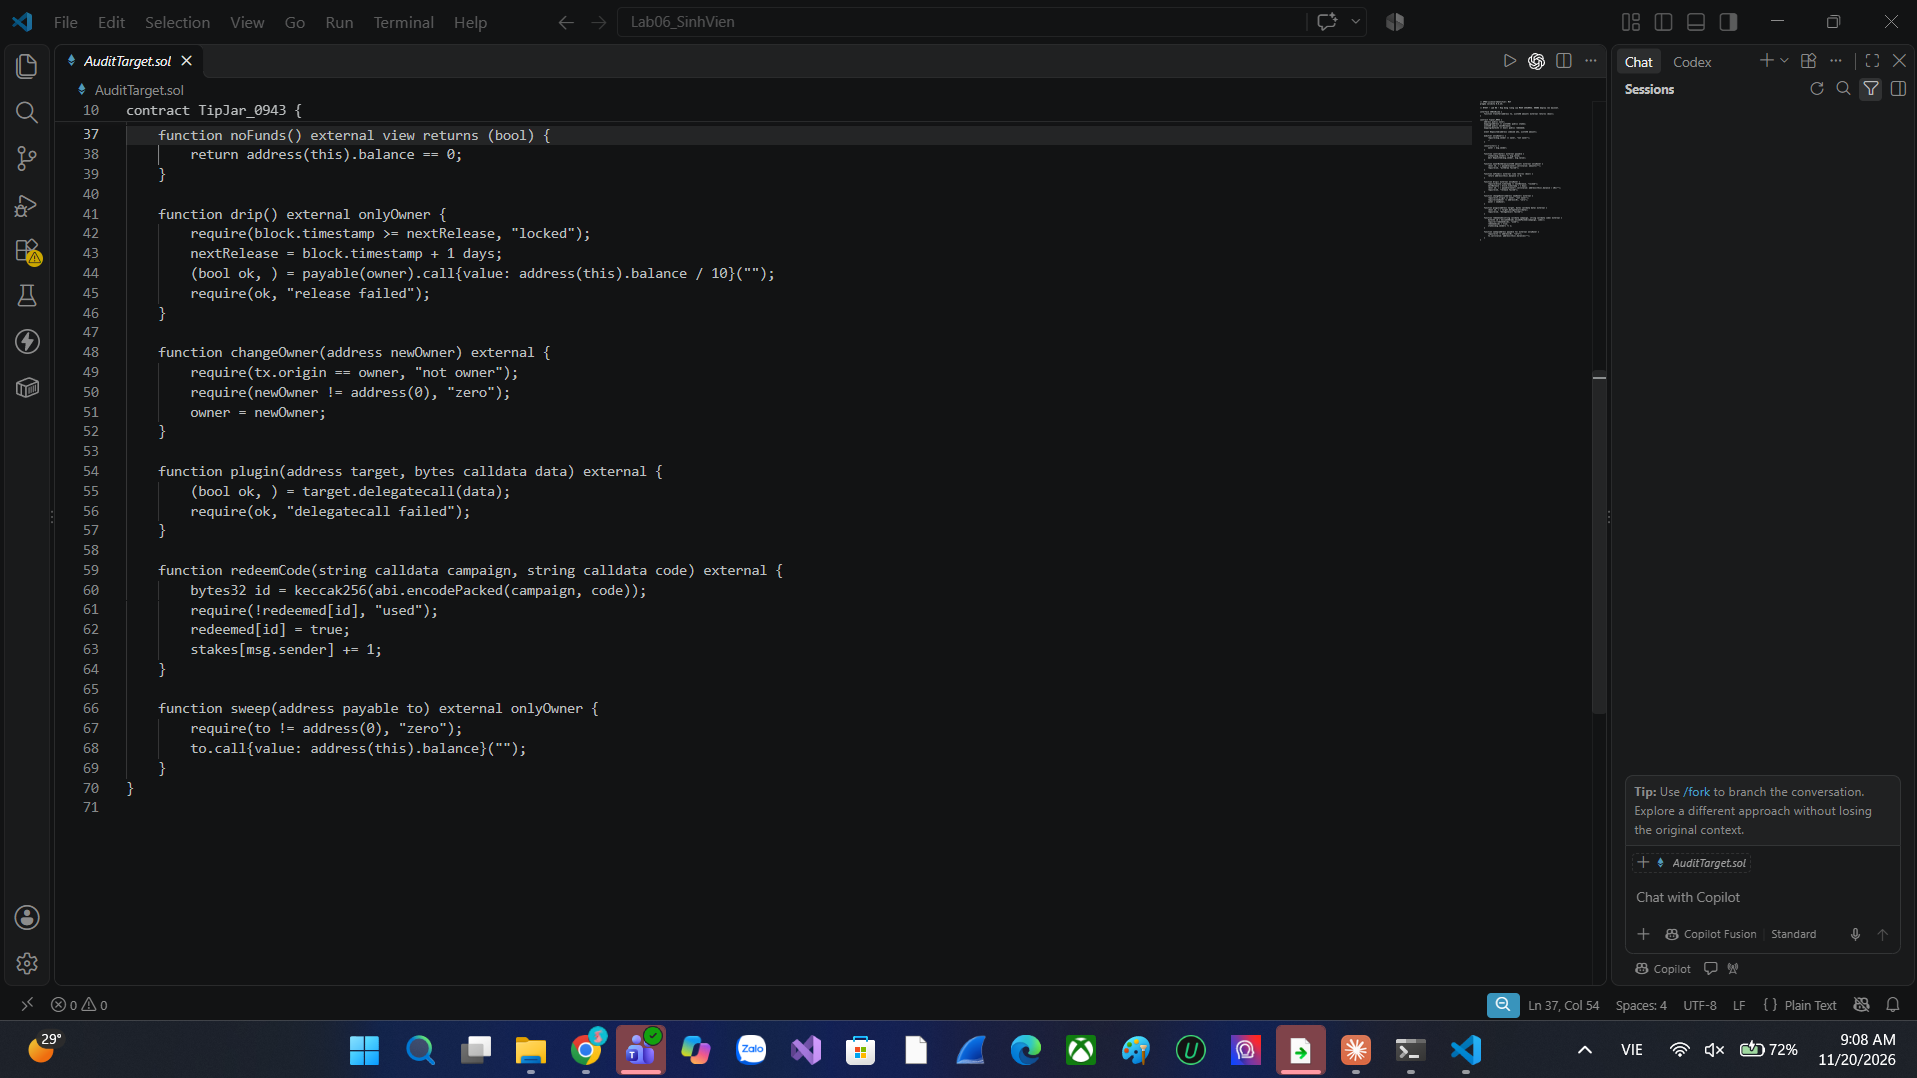 File Edit Selection View Go Run Terminal Help
Lab06_SinhVien
AuditTarget.sol
AuditTarget.sol
10 contract TipJar_0943 {
37 function noFunds() external view returns (bool) {
38 return address(this).balance == 0;
39 }
40
41 function drip() external onlyOwner {
42 require(block.timestamp >= nextRelease, "locked");
43 nextRelease = block.timestamp + 1 days;
44 (bool ok, ) = payable(owner).call{value: address(this).balance / 10}("");
45 require(ok, "release failed");
46 }
47
48 function changeOwner(address newOwner) external {
49 require(tx.origin == owner, "not owner");
50 require(newOwner != address(0), "zero");
51 owner = newOwner;
52 }
53
54 function plugin(address target, bytes calldata data) external {
55 (bool ok, ) = target.delegatecall(data);
56 require(ok, "delegatecall failed");
57 }
58
59 function redeemCode(string calldata campaign, string calldata code) external {
60 bytes32 id = keccak256(abi.encodePacked(campaign, code));
61 require(!redeemed[id], "used");
62 redeemed[id] = true;
63 stakes[msg.sender] += 1;
64 }
65
66 function sweep(address payable to) external onlyOwner {
67 require(to != address(0), "zero");
68 to.call{value: address(this).balance}("");
69 }
70 }
71
Chat Codex
Sessions
Tip: Use /fork to branch the conversation.
Explore a different approach without losing
the original context.
AuditTarget.sol
Chat with Copilot
Copilot Fusion Standard
Copilot
0 0
Ln 37, Col 54 Spaces: 4 UTF-8 LF { } Plain Text
29°
Zalo
VIE
72%
9:08 AM
11/20/2026